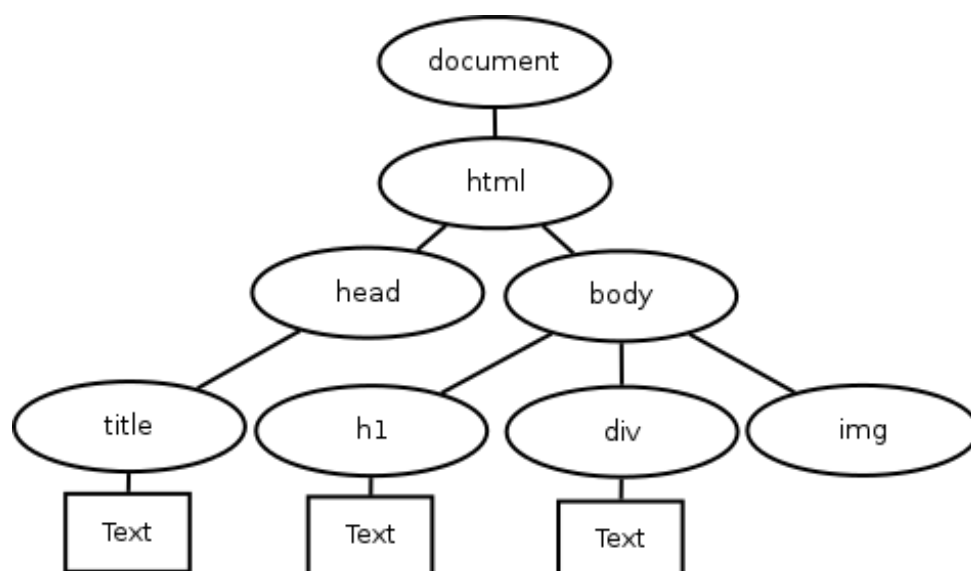 document
html
head
body
title
h1
div
img
Text
Text
Text